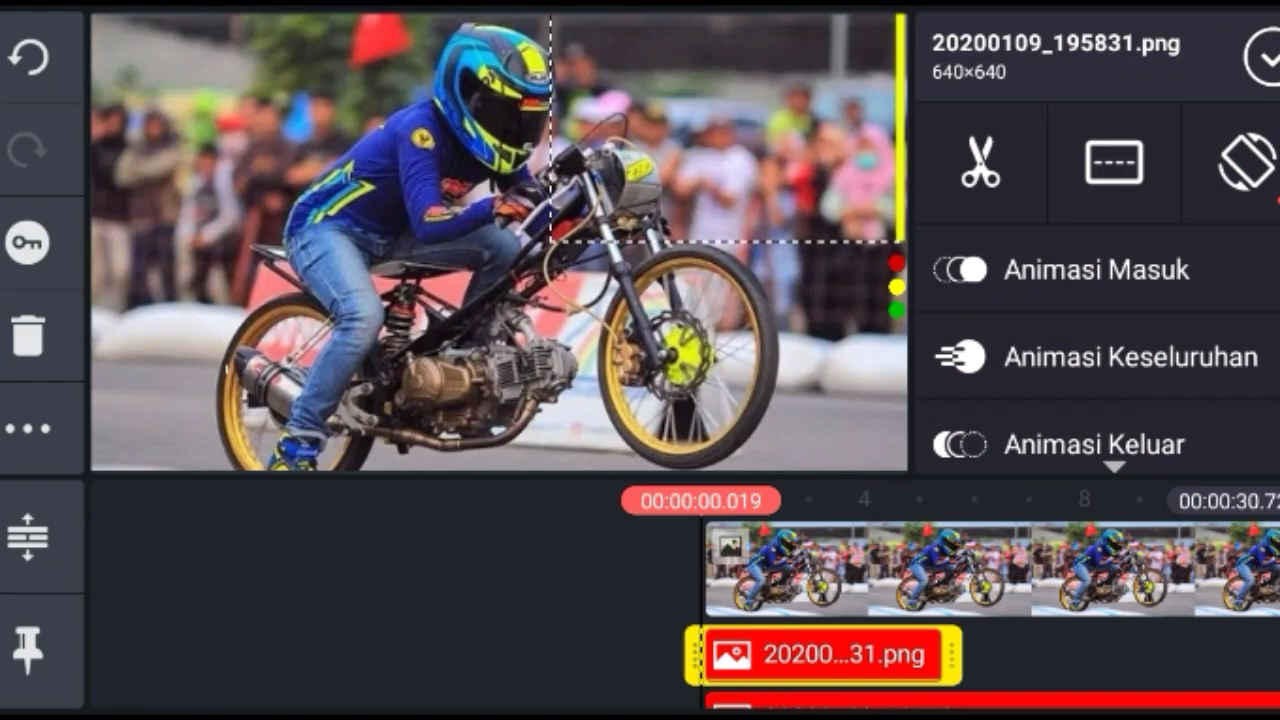 20200109_195831.png
640×640
Animasi Masuk
Animasi Keseluruhan
Animasi Keluar
00:00:00.019
4
8
00:00:30.72
20200...31.png